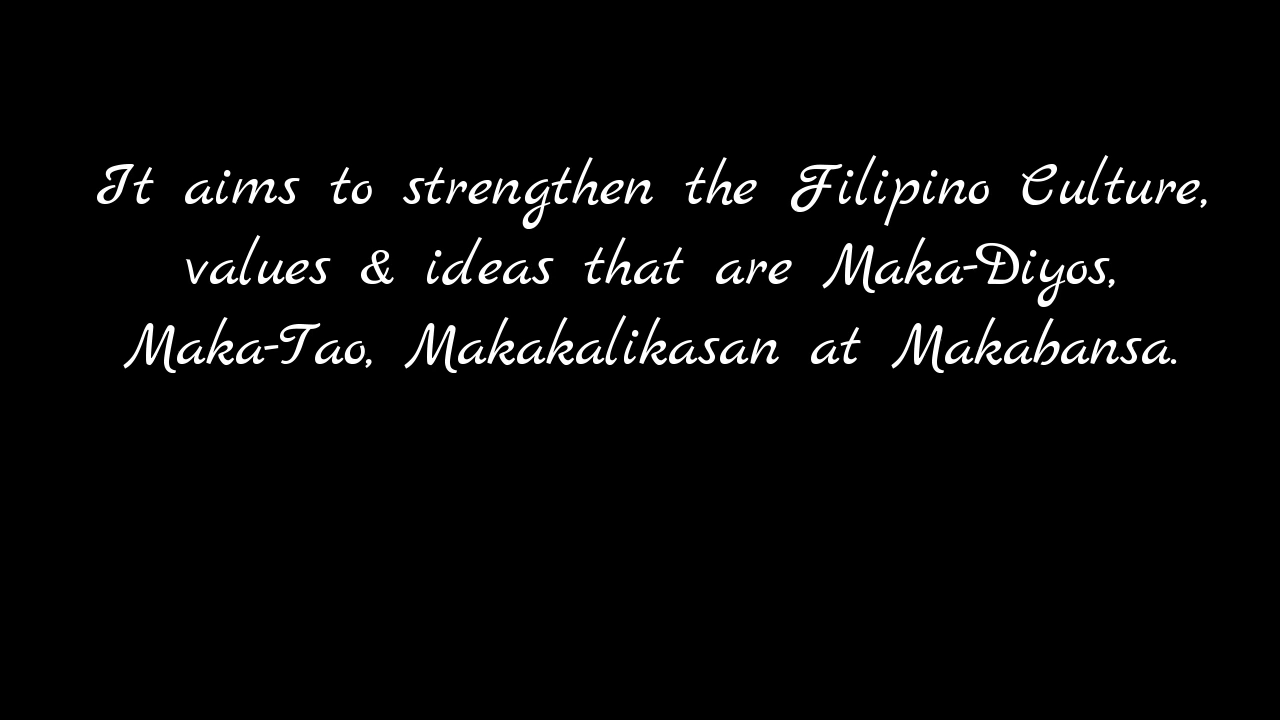 It aims to strengthen the Filipino Culture,
values & ideas that are Maka-Diyos,
Maka-Tao, Makakalikasan at Makabansa.